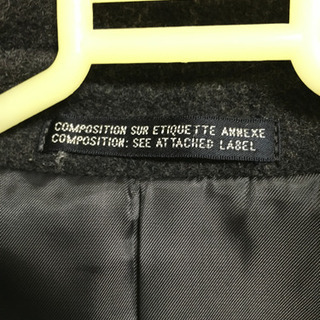 COMPOSITION SUR ETIQUETTE ANNEXE
COMPOSITION: SEE ATTACHED LABEL